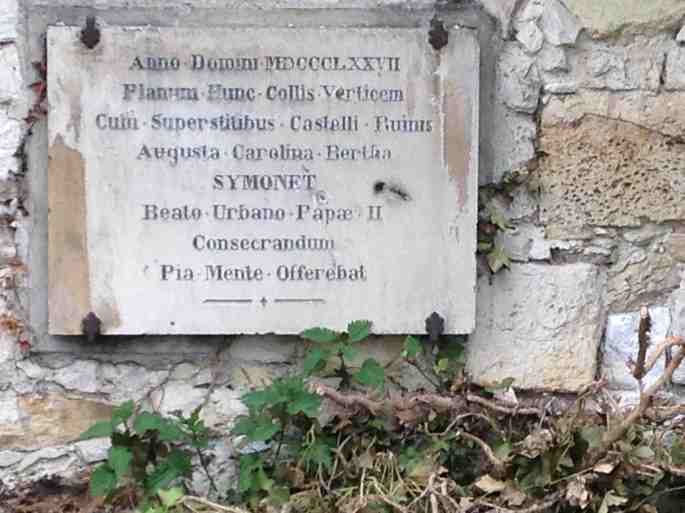 Anno · Domini · MDCCCLXXVII
Planum · Hunc · Collis · Verticem
Cum · Superstitibus · Castelli · Ruinis
Augusta · Carolina · Bertha
SYMONET
Beato · Urbano · Papæ · II
Consecrandum
Pia · Mente · Offerebat